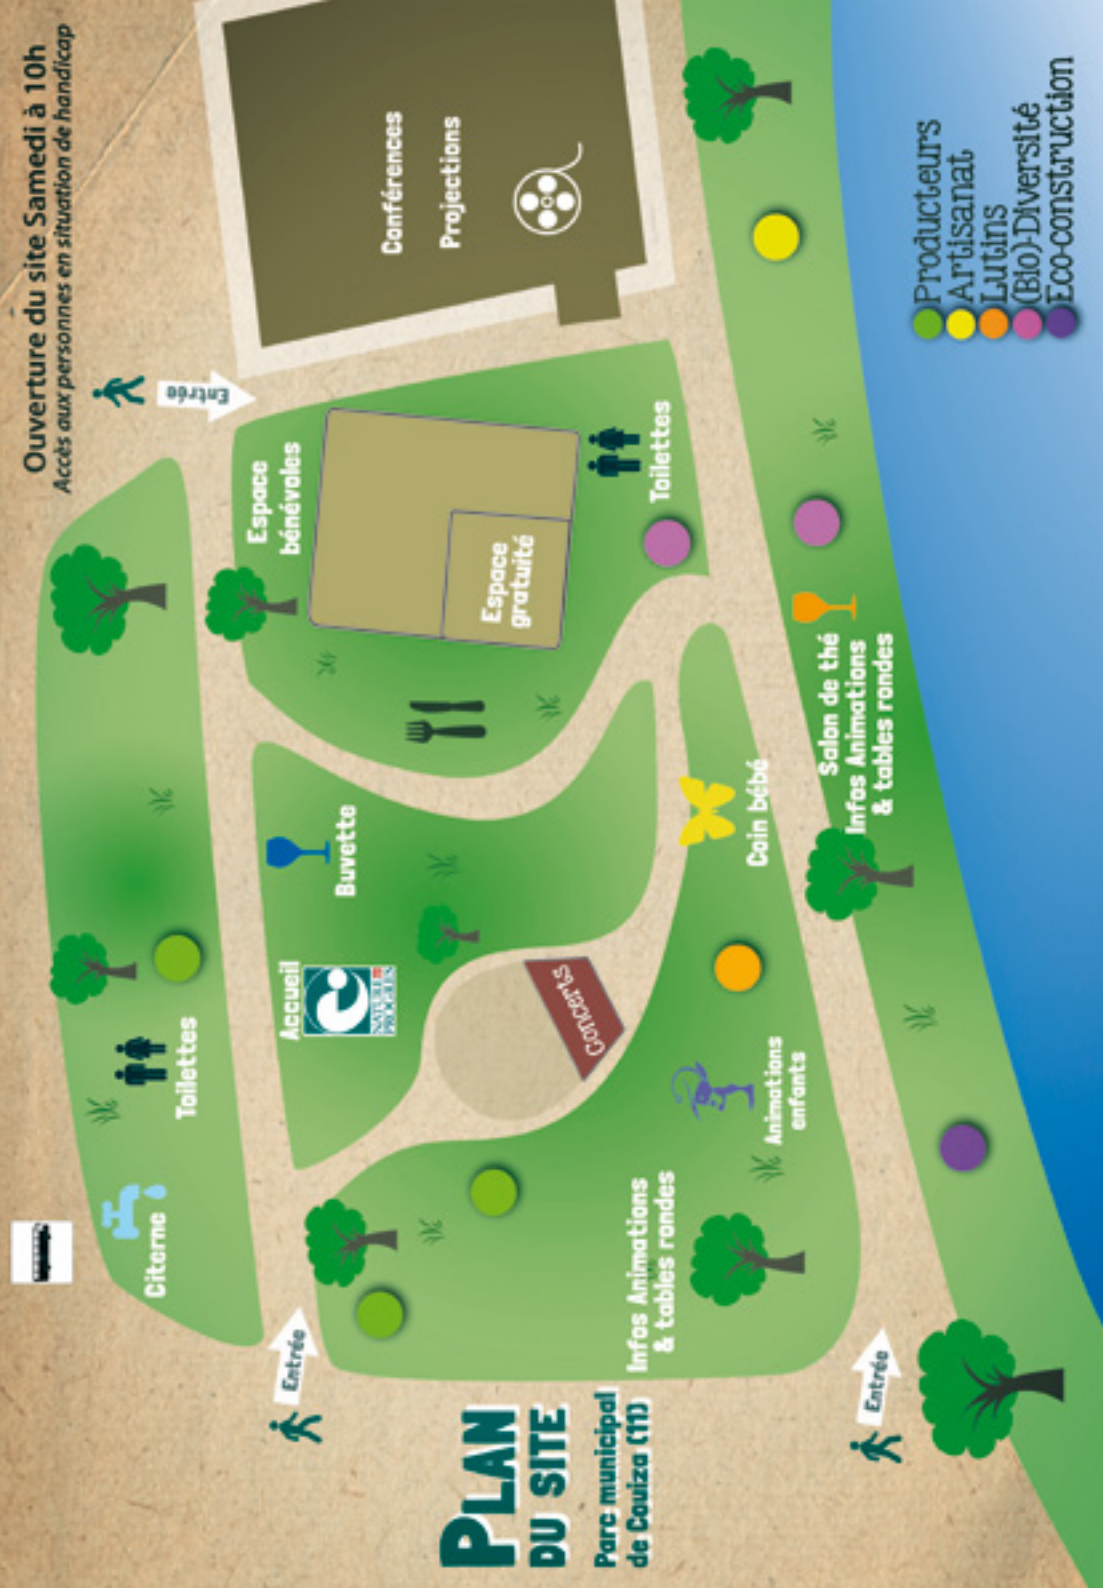 PLAN
DU SITE
Parc municipal
de Couiza (11)
Ouverture du site Samedi à 10h
Accès aux personnes en situation de handicap
Entrée
Citerne
Toilettes
Accueil
NATURE &
PROGRES
Buvette
Espace
bénévoles
Entrée
Conférences
Projections
Espace
gratuité
Toilettes
Concerts
Infos Animations
& tables rondes
Animations
enfants
Coin bébé
Salon de thé
Infos Animations
& tables rondes
Entrée
Producteurs
Artisanat
Lutins
(Bio)-Diversité
Eco-construction